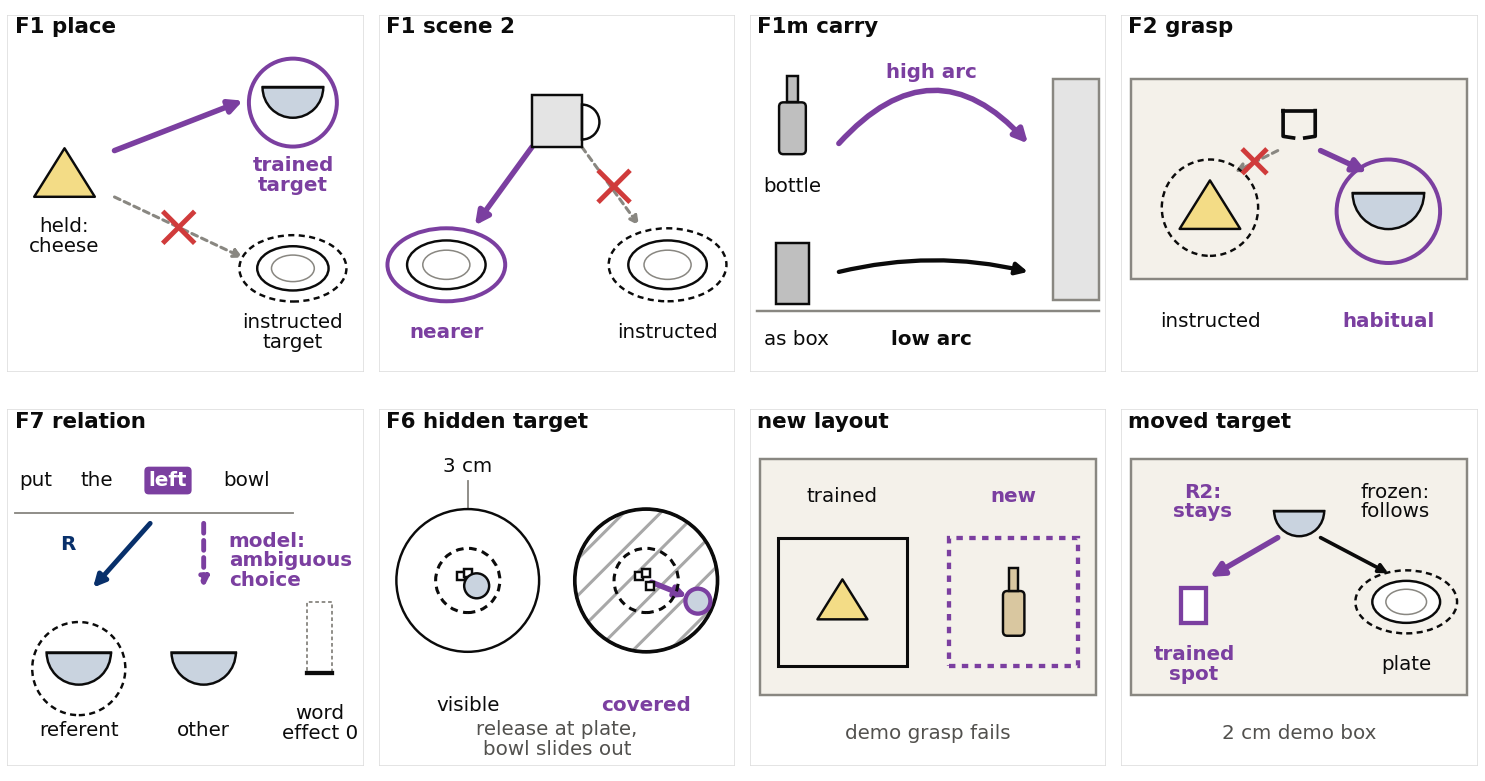 F1 place
trained
target
held:
cheese
instructed
target
F1 scene 2
nearer
instructed
F1m carry
high arc
bottle
as box
low arc
F2 grasp
instructed
habitual
F7 relation
put the left bowl
R
model:
ambiguous
choice
referent
other
word
effect 0
F6 hidden target
3 cm
visible
covered
release at plate,
bowl slides out
new layout
trained
new
demo grasp fails
moved target
R2:
stays
frozen:
follows
trained
spot
plate
2 cm demo box